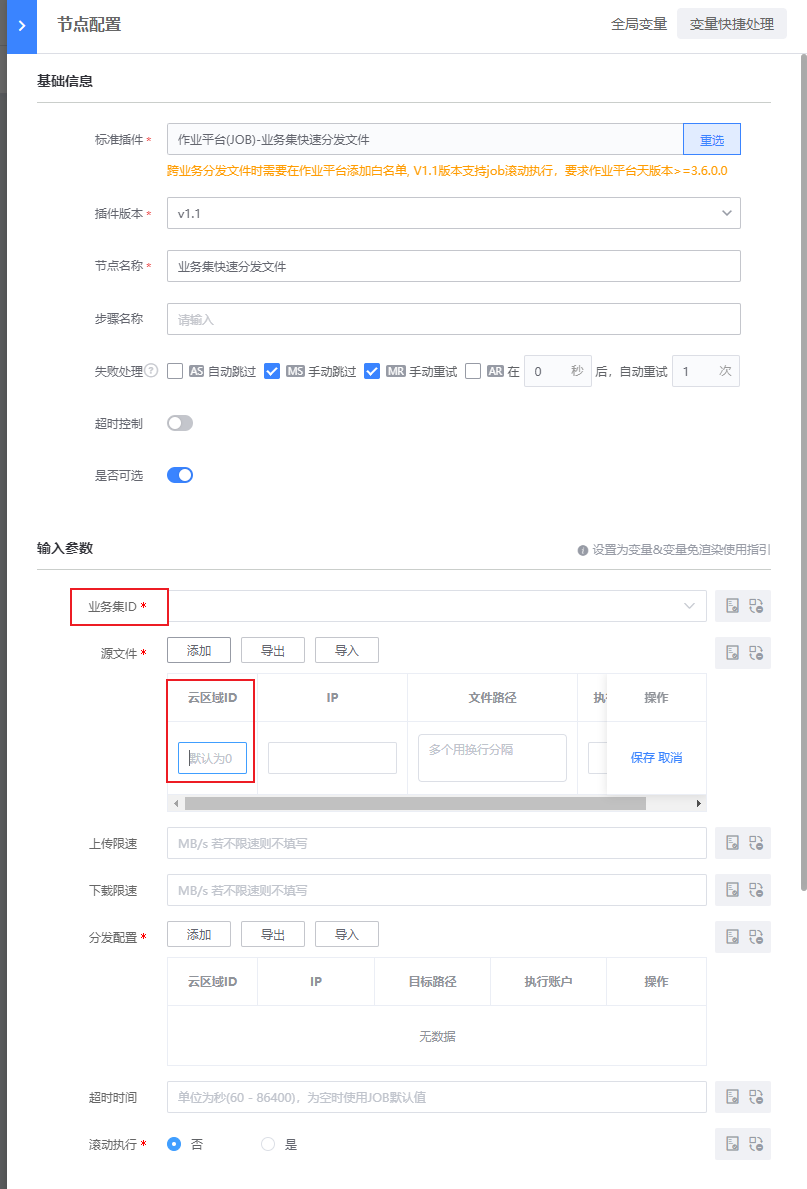 节点配置 全局变量 变量快捷处理
基础信息
标准插件 * 作业平台(JOB)-业务集快速分发文件 重选
跨业务分发文件时需要在作业平台添加白名单, V1.1版本支持job滚动执行，要求作业平台天版本>=3.6.0.0
插件版本 * v1.1
节点名称 * 业务集快速分发文件
步骤名称 请输入
失败处理 ? AS 自动跳过 MS 手动跳过 MR 手动重试 AR 在 0 秒 后，自动重试 1 次
超时控制
是否可选
输入参数 设置为变量&变量免渲染使用指引
业务集ID *
源文件 * 添加 导出 导入
云区域ID IP 文件路径 执 操作
默认为0 多个用换行分隔 保存 取消
上传限速 MB/s 若不限速则不填写
下载限速 MB/s 若不限速则不填写
分发配置 * 添加 导出 导入
云区域ID IP 目标路径 执行账户 操作
无数据
超时时间 单位为秒(60 - 86400)，为空时使用JOB默认值
滚动执行 * 否 是